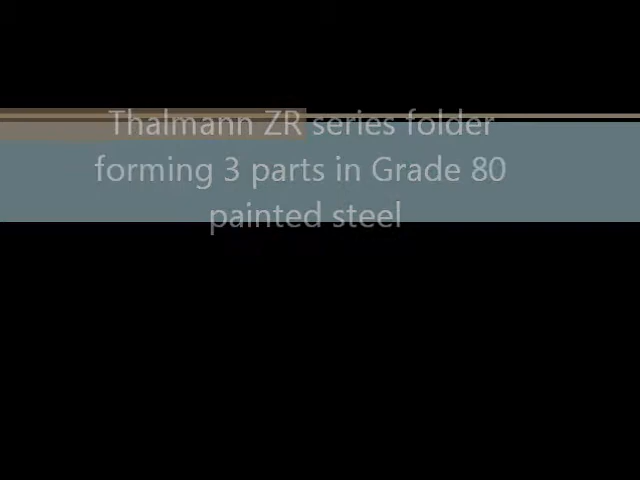 Thalmann ZR series folder
forming 3 parts in Grade 80
painted steel